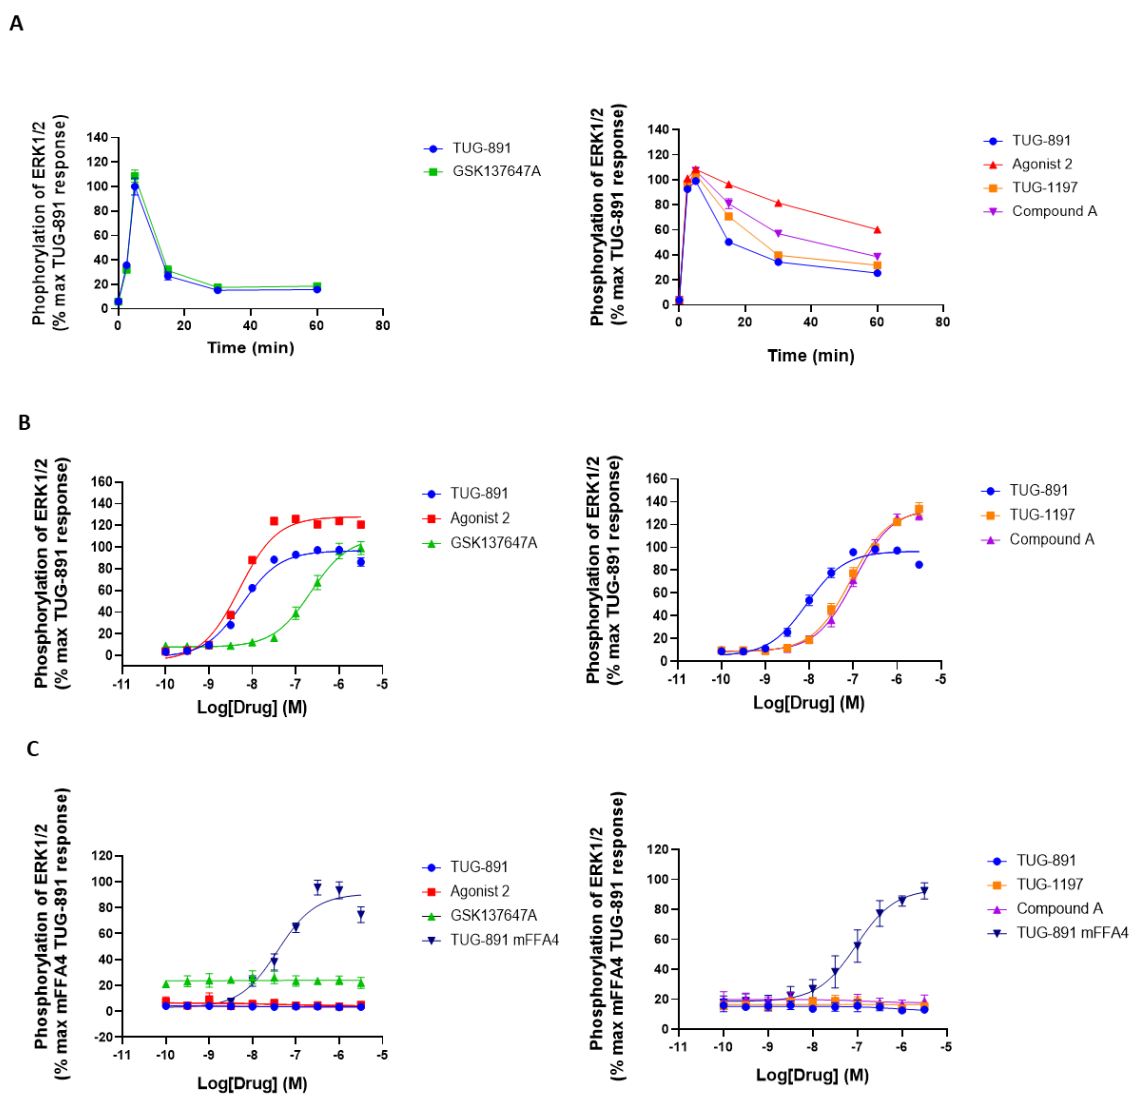 A
Phosphorylation of ERK1/2
(% max TUG-891 response)
140
120
100
80
60
40
20
0
0
20
40
60
80
Time (min)
TUG-891
GSK137647A
Phosphorylation of ERK1/2
(% max TUG-891 response)
140
120
100
80
60
40
20
0
0
20
40
60
80
Time (min)
TUG-891
Agonist 2
TUG-1197
Compound A
B
Phosphorylation of ERK1/2
(% max TUG-891 response)
160
140
120
100
80
60
40
20
0
-11
-10
-9
-8
-7
-6
-5
Log[Drug] (M)
TUG-891
Agonist 2
GSK137647A
Phosphorylation of ERK1/2
(% max TUG-891 response)
160
140
120
100
80
60
40
20
0
-11
-10
-9
-8
-7
-6
-5
Log[Drug] (M)
TUG-891
TUG-1197
Compound A
C
Phosphorylation of ERK1/2
(% max mFFA4 TUG-891 response)
120
100
80
60
40
20
0
-20
-11
-10
-9
-8
-7
-6
-5
Log[Drug] (M)
TUG-891
Agonist 2
GSK137647A
TUG-891 mFFA4
Phosphorylation of ERK1/2
(% max mFFA4 TUG-891 response)
120
100
80
60
40
20
0
-11
-10
-9
-8
-7
-6
-5
Log[Drug] (M)
TUG-891
TUG-1197
Compound A
TUG-891 mFFA4